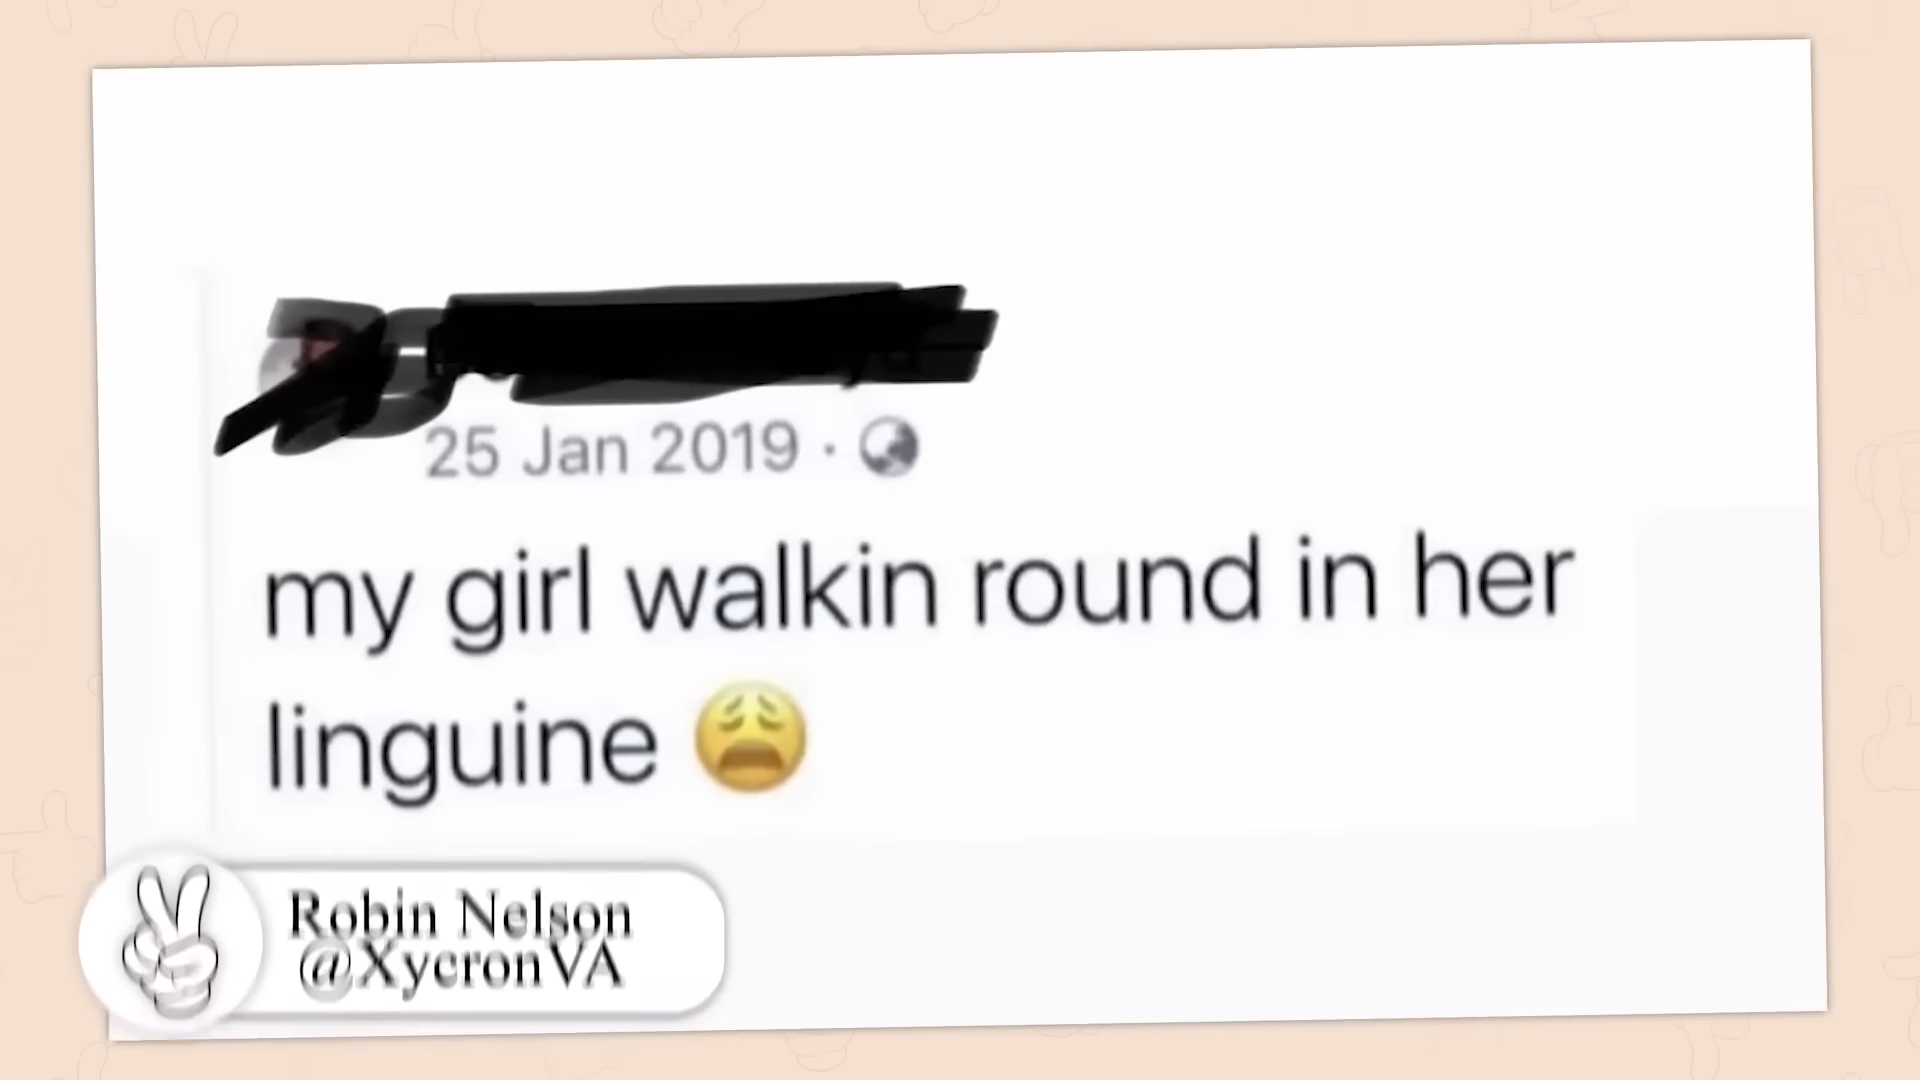 25 Jan 2019 ·
my girl walkin round in her
linguine 😩
Robin Nelson
@XycronVA